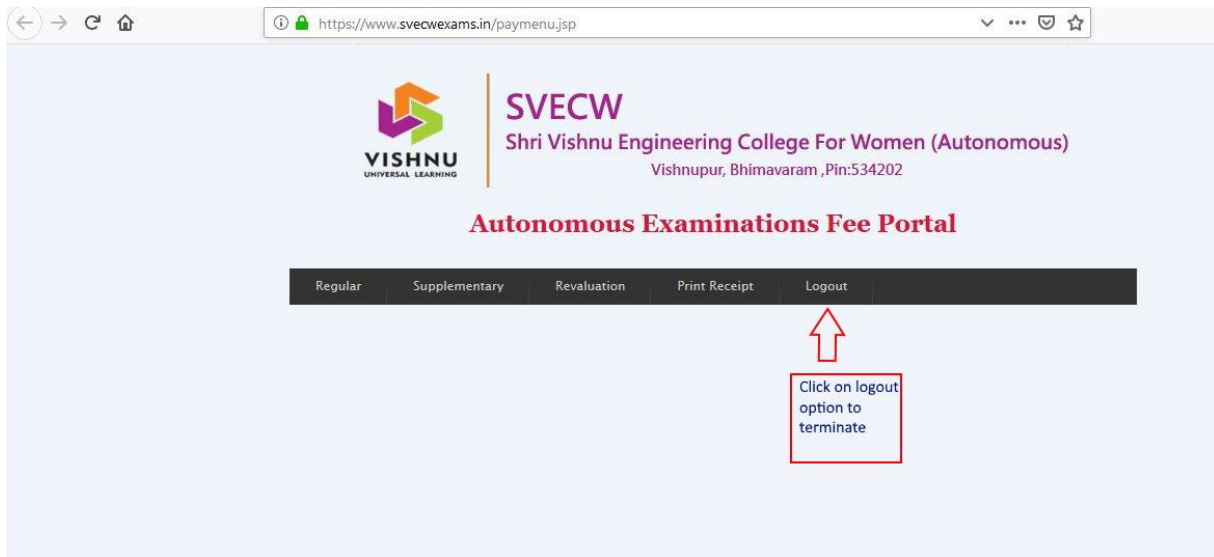 https://www.svecwexams.in/paymenu.jsp
SVECW
Shri Vishnu Engineering College For Women (Autonomous)
Vishnupur, Bhimavaram ,Pin:534202
VISHNU
UNIVERSAL LEARNING
Autonomous Examinations Fee Portal
Regular Supplementary Revaluation Print Receipt Logout
Click on logout
option to
terminate